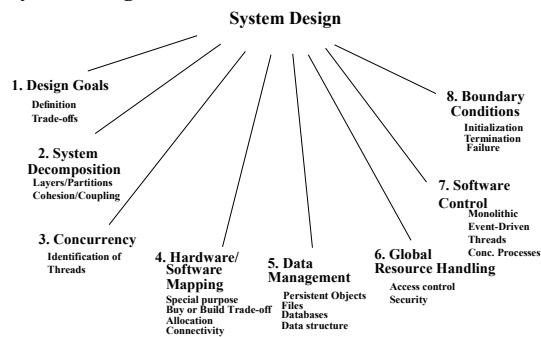 System Design
1. Design Goals
Definition
Trade-offs
2. System
Decomposition
Layers/Partitions
Cohesion/Coupling
3. Concurrency
Identification of
Threads
4. Hardware/
Software
Mapping
Special purpose
Buy or Build Trade-off
Allocation
Connectivity
5. Data
Management
Persistent Objects
Files
Databases
Data structure
6. Global
Resource Handling
Access control
Security
7. Software
Control
Monolithic
Event-Driven
Threads
Conc. Processes
8. Boundary
Conditions
Initialization
Termination
Failure